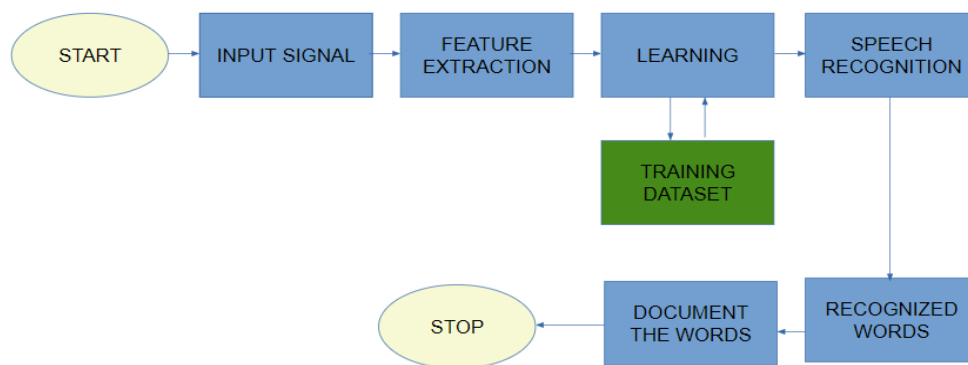 START
INPUT SIGNAL
FEATURE
EXTRACTION
LEARNING
SPEECH
RECOGNITION
TRAINING
DATASET
RECOGNIZED
WORDS
DOCUMENT
THE WORDS
STOP